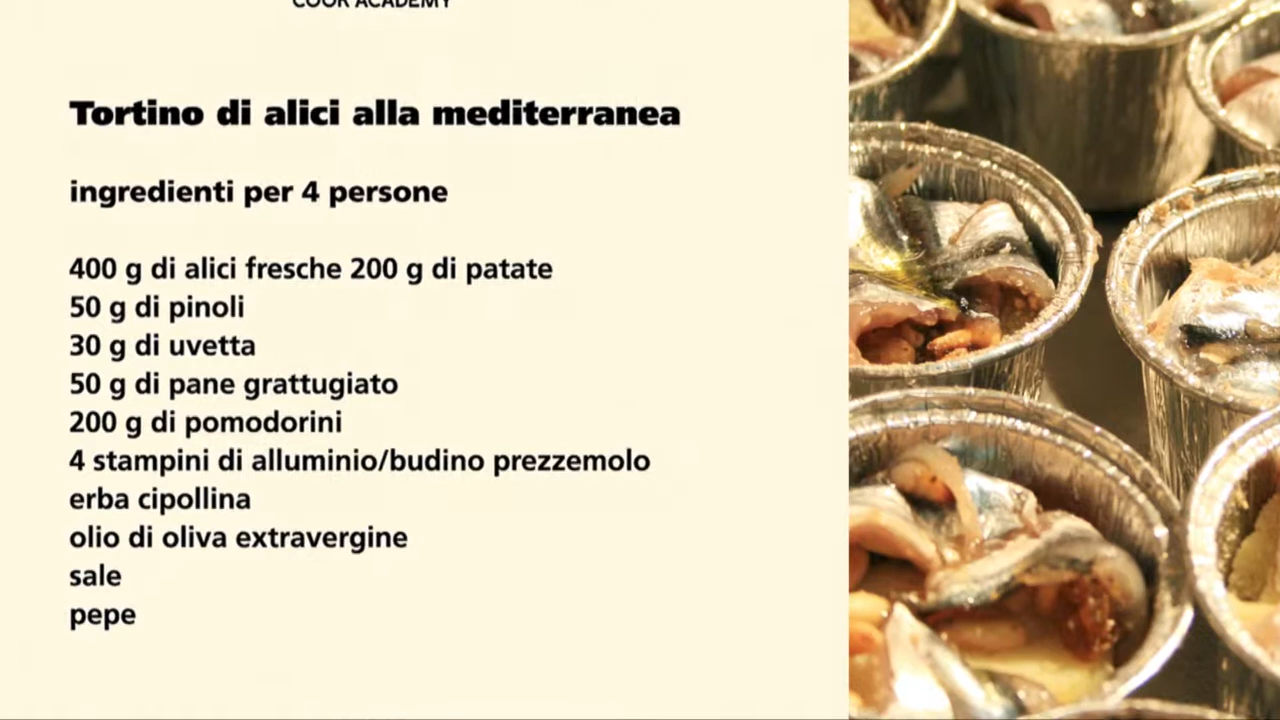 COOK ACADEMY
Tortino di alici alla mediterranea
ingredienti per 4 persone
400 g di alici fresche 200 g di patate
50 g di pinoli
30 g di uvetta
50 g di pane grattugiato
200 g di pomodorini
4 stampini di alluminio/budino prezzemolo
erba cipollina
olio di oliva extravergine
sale
pepe